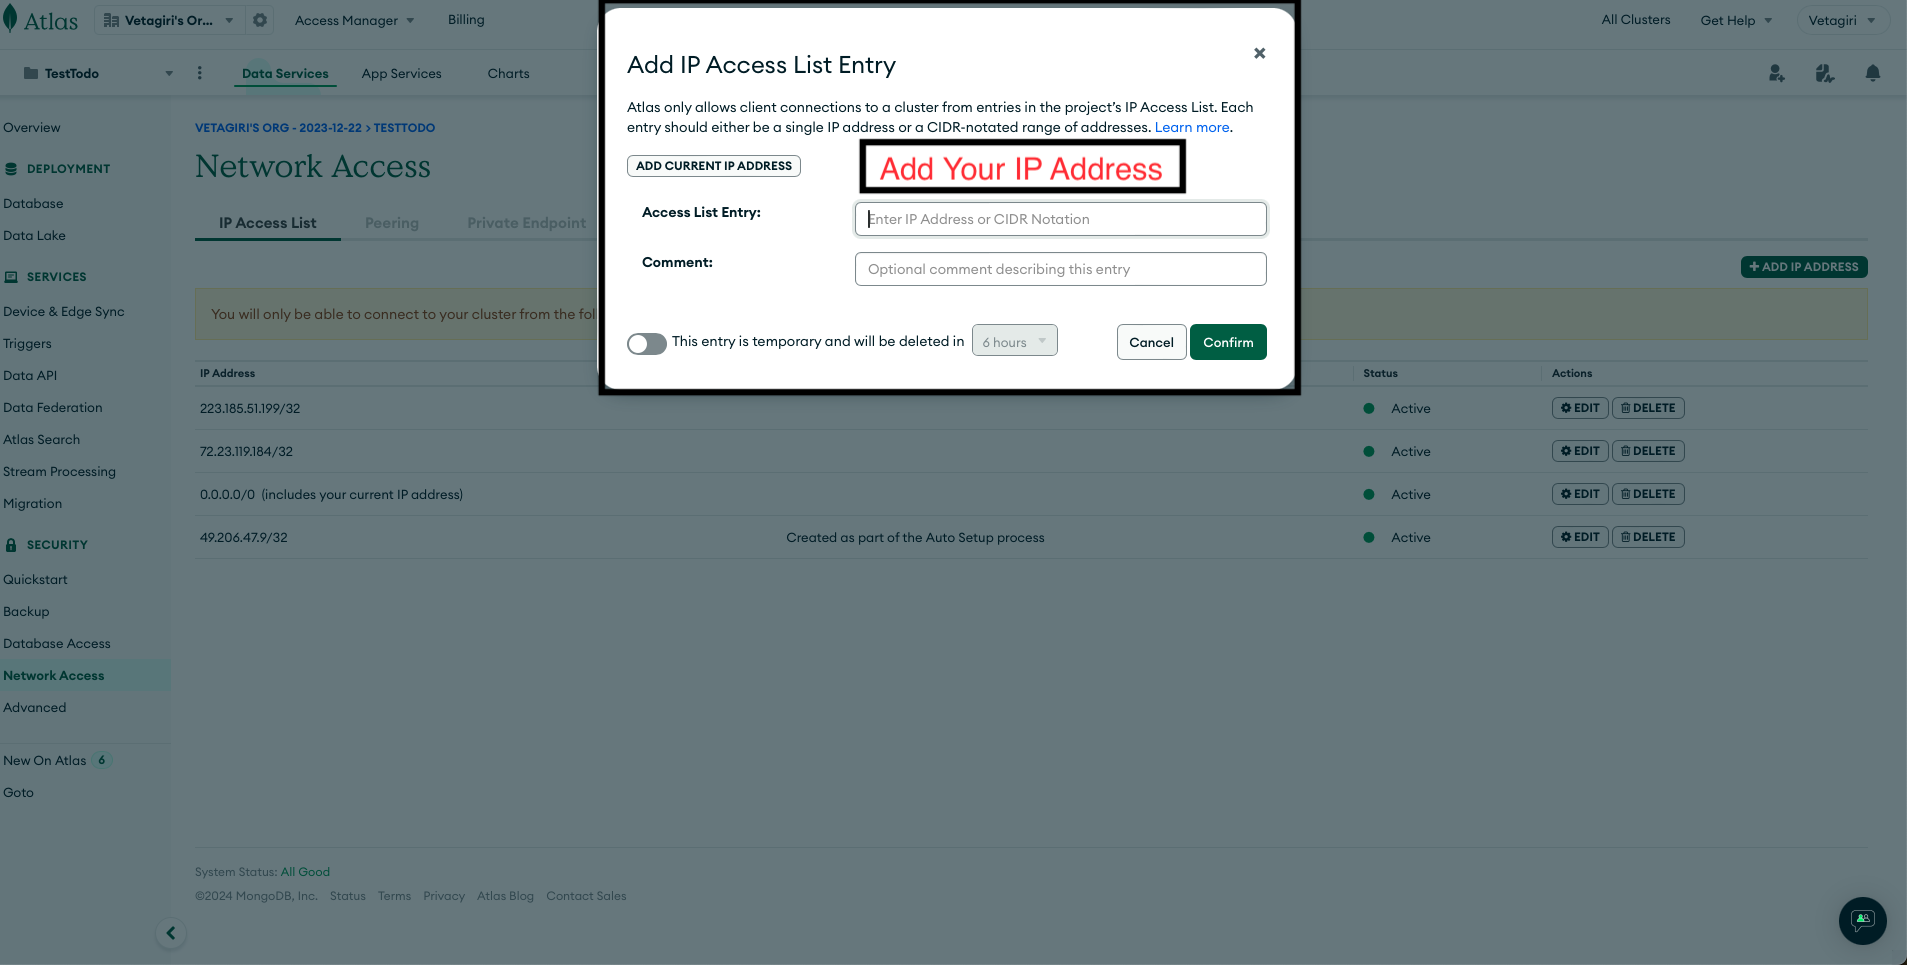 Atlas
Vetagiri's Or...
Access Manager
Billing
All Clusters
Get Help
Vetagiri
TestTodo
Data Services
App Services
Charts
Overview
DEPLOYMENT
Database
Data Lake
SERVICES
Device & Edge Sync
Triggers
Data API
Data Federation
Atlas Search
Stream Processing
Migration
SECURITY
Quickstart
Backup
Database Access
Network Access
Advanced
New On Atlas 6
Goto
VETAGIRI'S ORG - 2023-12-22 > TESTTODO
Network Access
IP Access List
Peering
Private Endpoint
+ ADD IP ADDRESS
You will only be able to connect to your cluster from the fol
Add IP Access List Entry
Atlas only allows client connections to a cluster from entries in the project's IP Access List. Each
entry should either be a single IP address or a CIDR-notated range of addresses. Learn more.
ADD CURRENT IP ADDRESS
Add Your IP Address
Access List Entry:
Enter IP Address or CIDR Notation
Comment:
Optional comment describing this entry
This entry is temporary and will be deleted in
6 hours
Cancel
Confirm
IP Address
Status
Actions
223.185.51.199/32
Active
EDIT
DELETE
72.23.119.184/32
Active
EDIT
DELETE
0.0.0.0/0 (includes your current IP address)
Active
EDIT
DELETE
49.206.47.9/32
Created as part of the Auto Setup process
Active
EDIT
DELETE
System Status: All Good
©2024 MongoDB, Inc.
Status
Terms
Privacy
Atlas Blog
Contact Sales